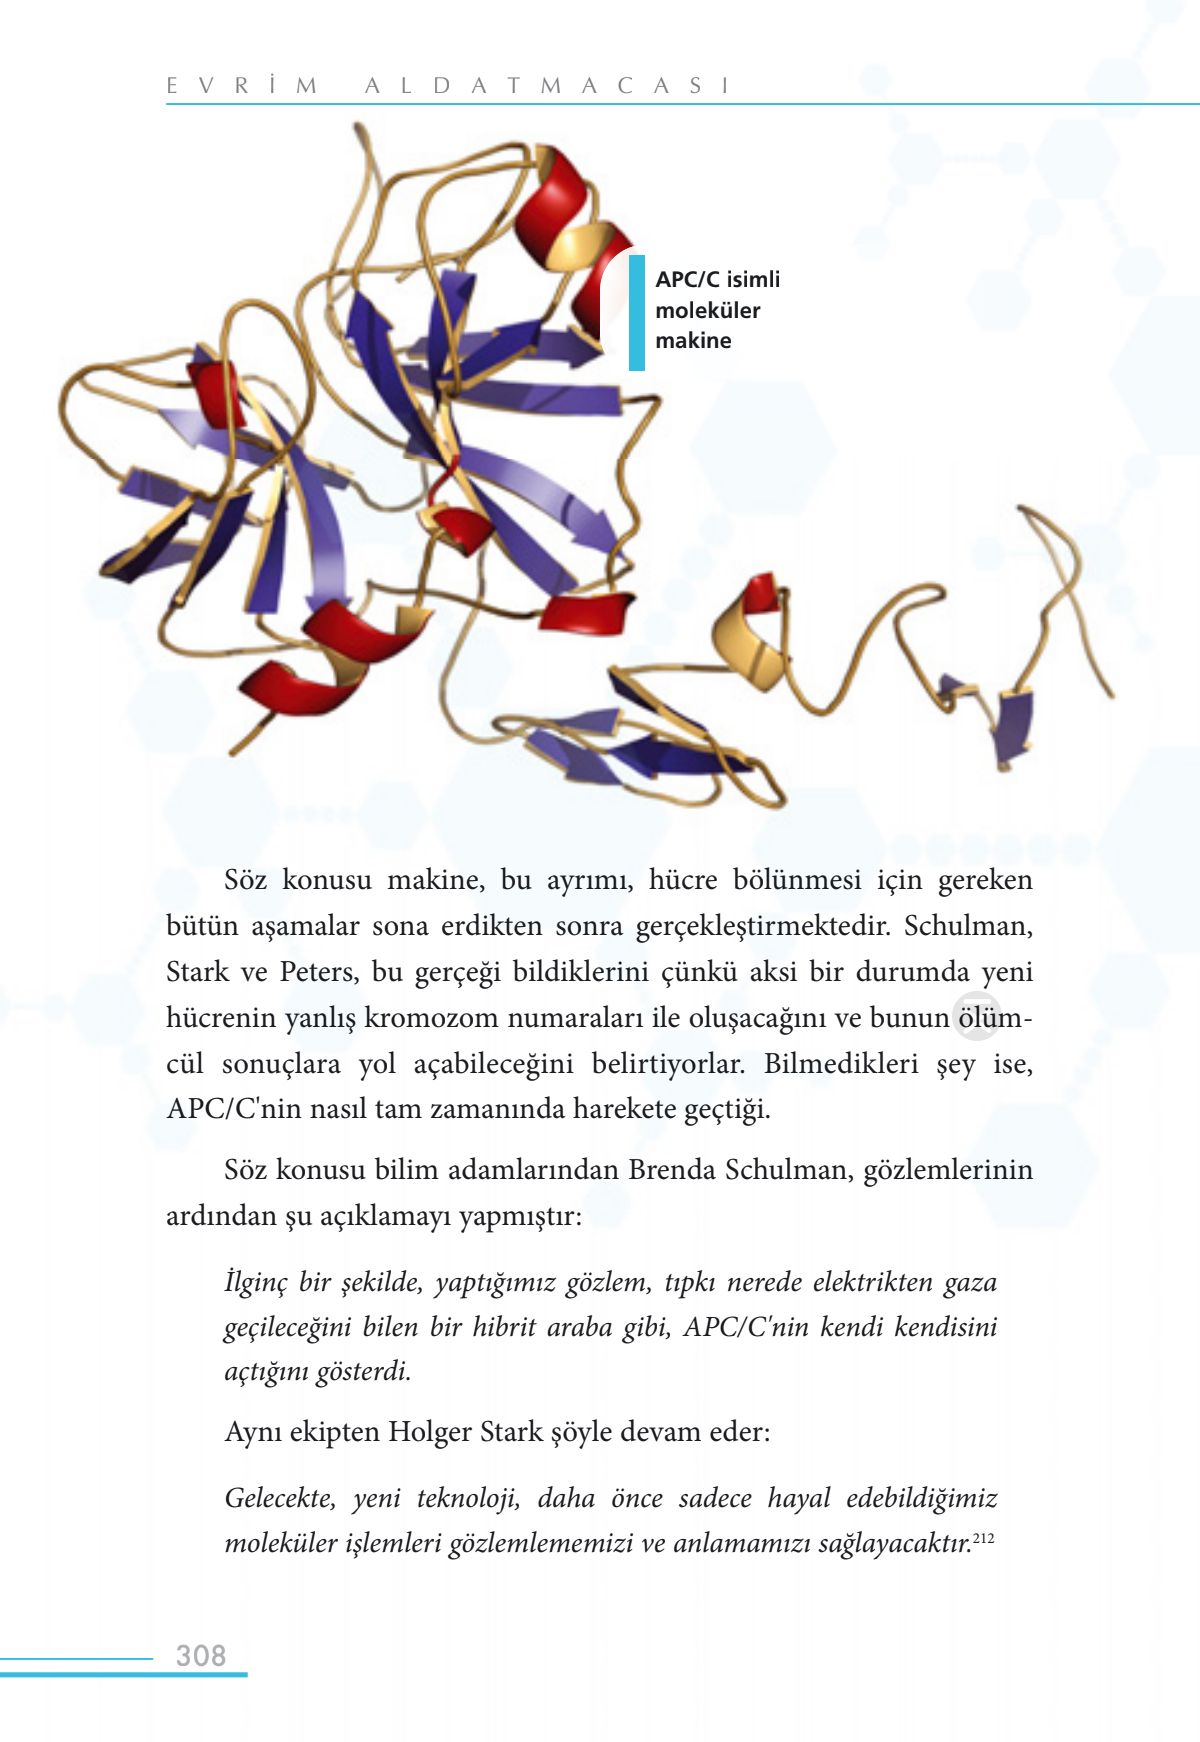 EVRİM ALDATMACASI
APC/C isimli
moleküler
makine
Söz konusu makine, bu ayrımı, hücre bölünmesi için gereken
bütün aşamalar sona erdikten sonra gerçekleştirmektedir. Schulman,
Stark ve Peters, bu gerçeği bildiklerini çünkü aksi bir durumda yeni
hücrenin yanlış kromozom numaraları ile oluşacağını ve bunun ölüm-
cül sonuçlara yol açabileceğini belirtiyorlar. Bilmedikleri şey ise,
APC/C'nin nasıl tam zamanında harekete geçtiği.
Söz konusu bilim adamlarından Brenda Schulman, gözlemlerinin
ardından şu açıklamayı yapmıştır:
İlginç bir şekilde, yaptığımız gözlem, tıpkı nerede elektrikten gaza
geçileceğini bilen bir hibrit araba gibi, APC/C'nin kendi kendisini
açtığını gösterdi.
Aynı ekipten Holger Stark şöyle devam eder:
Gelecekte, yeni teknoloji, daha önce sadece hayal edebildiğimiz
moleküler işlemleri gözlemlememizi ve anlamamızı sağlayacaktır.212
308